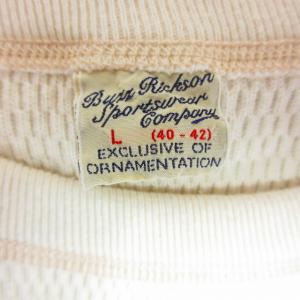 Buzz Rickson
Sportswear
Company
L (40 - 42)
EXCLUSIVE OF
ORNAMENTATION